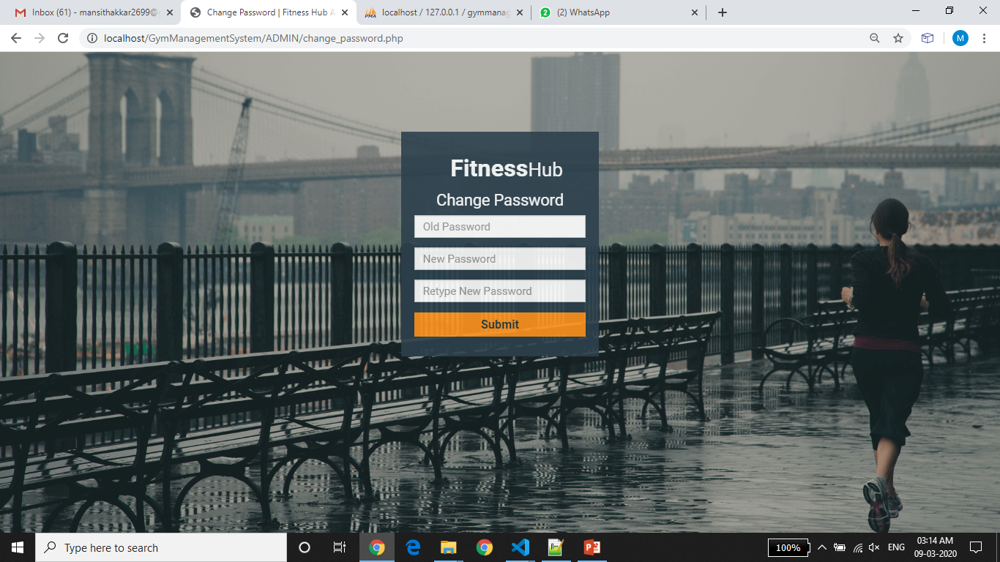 Inbox (61) - mansithakkar2699@
Change Password | Fitness Hub A
localhost / 127.0.0.1 / gymmanag
(2) WhatsApp
localhost/GymManagementSystem/ADMIN/change_password.php
M
FitnessHub
Change Password
Old Password
New Password
Retype New Password
Submit
Type here to search
100%
ENG
03:14 AM
09-03-2020